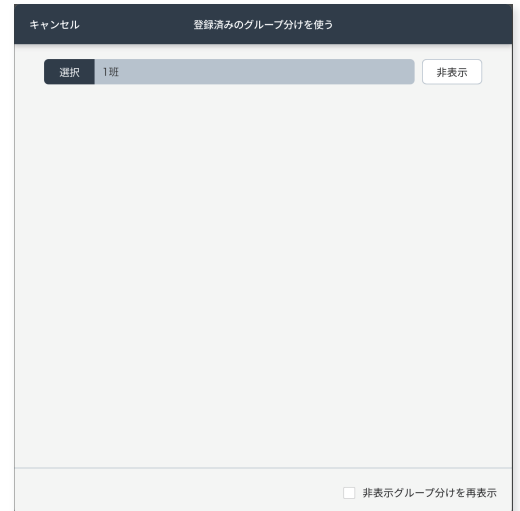 キャンセル 登録済みのグループ分けを使う
選択 1班 非表示
非表示グループ分けを再表示